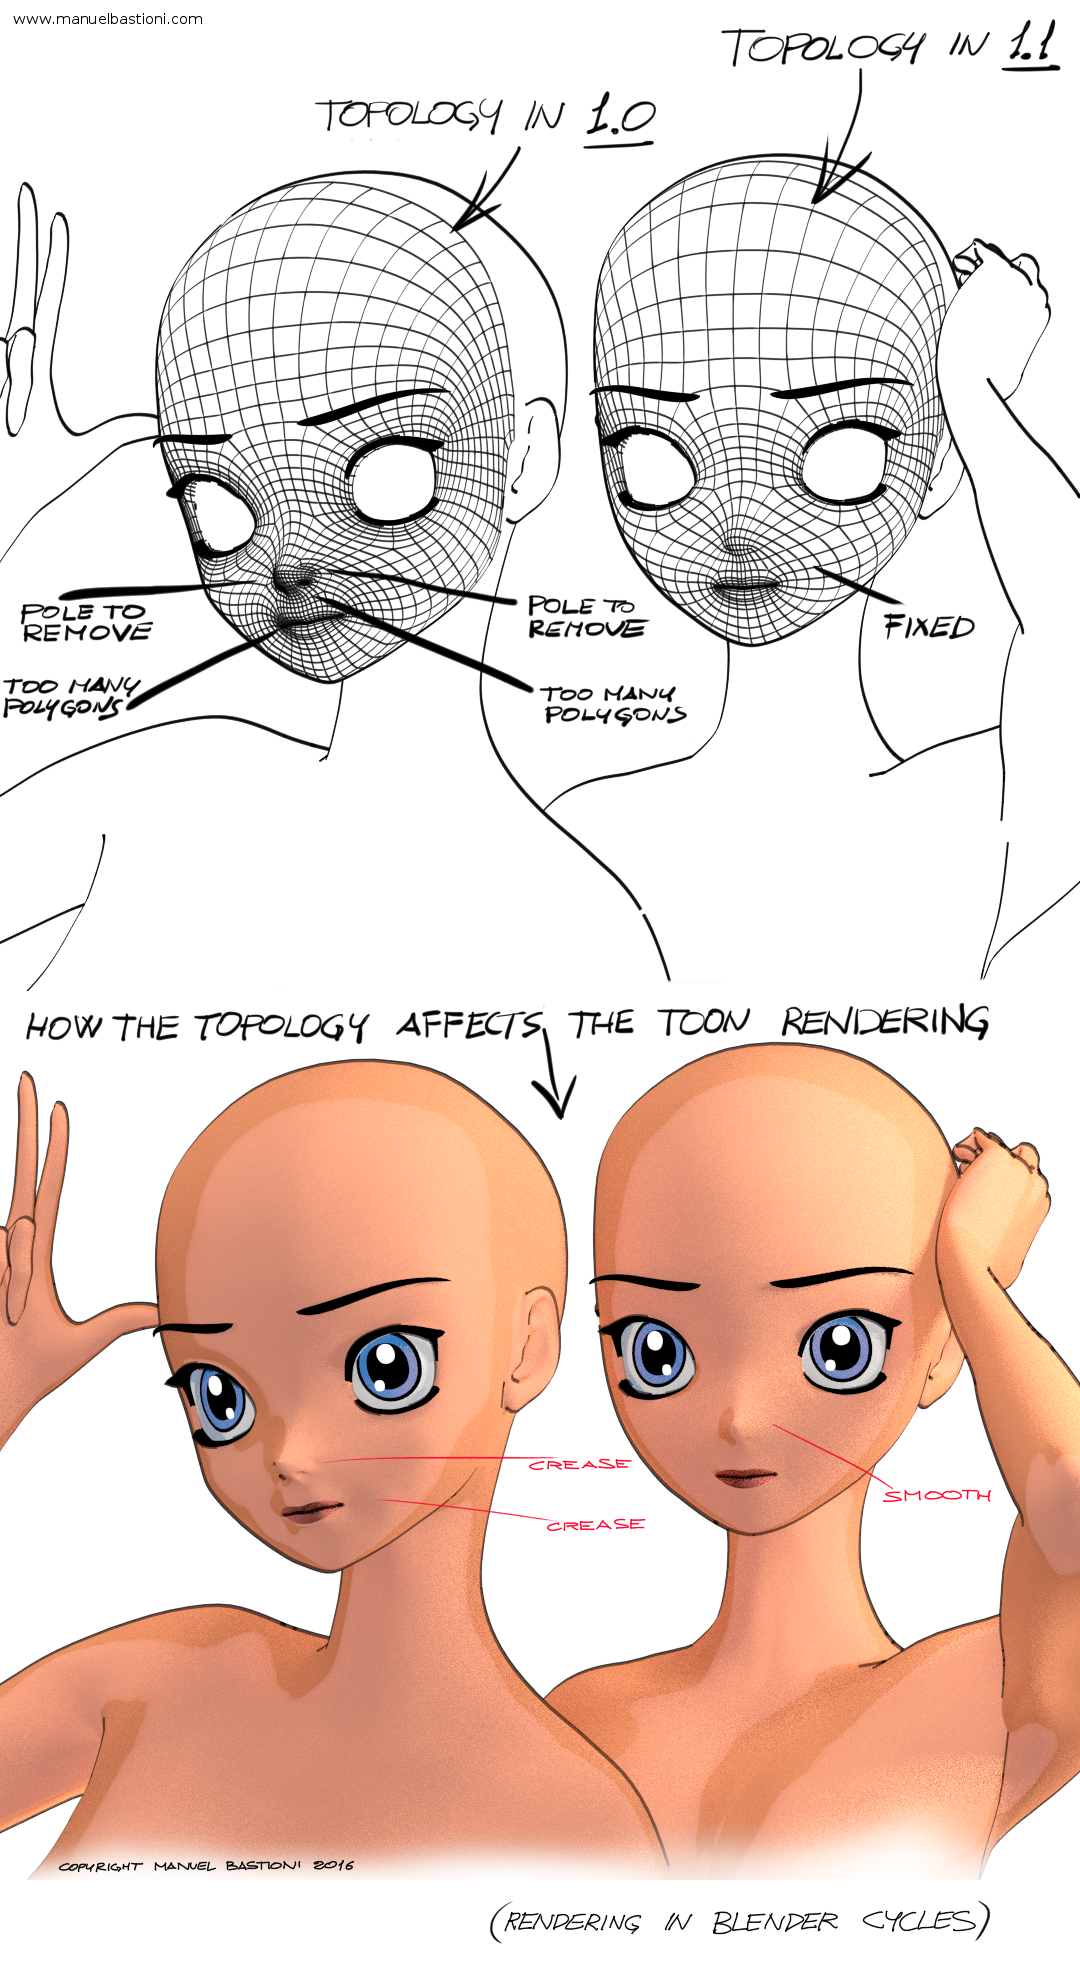 www.manuelbastioni.com
TOPOLOGY IN 1.1
TOPOLOGY IN 1.0
POLE TO
REMOVE
TOO MANY
POLYGONS
POLE TO
REMOVE
TOO MANY
POLYGONS
FIXED
HOW THE TOPOLOGY AFFECTS THE TOON RENDERING
CREASE
CREASE
SMOOTH
COPYRIGHT MANUEL BASTIONI 2016
(RENDERING IN BLENDER CYCLES)